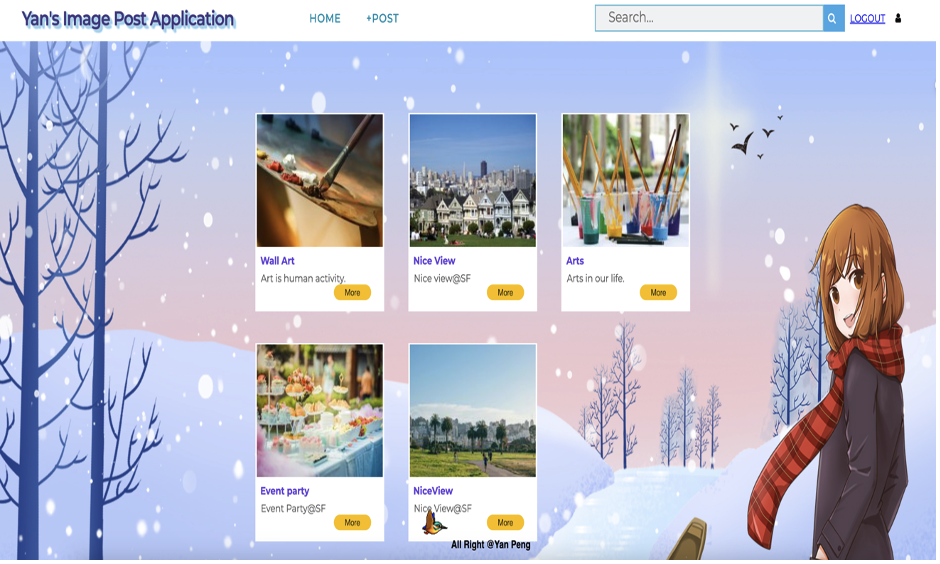 Yan's Image Post Application
HOME
+POST
Search...
LOGOUT
Wall Art
Art is human activity.
More
Nice View
Nice view@SF
More
Arts
Arts in our life.
More
Event party
Event Party@SF
More
NiceView
Nice View@SF
More
All Right @Yan Peng